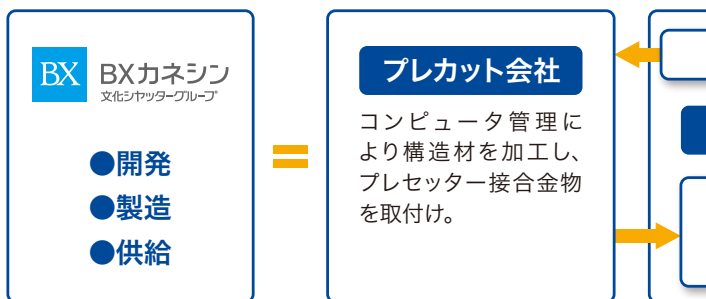 BX BXカネシン
文化シヤッターグループ
●開発
●製造
●供給
プレカット会社
コンピュータ管理に
より構造材を加工し、
プレセッター接合金物
を取付け。